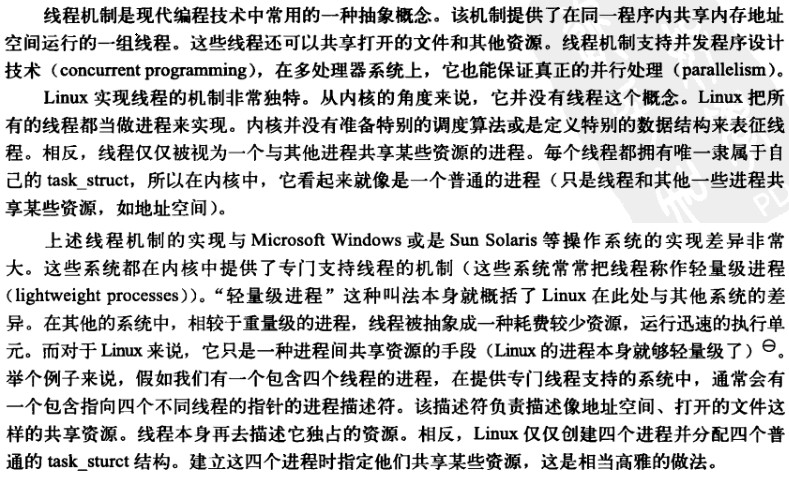 线程机制是现代编程技术中常用的一种抽象概念。该机制提供了在同一程序内共享内存地址
空间运行的一组线程。这些线程还可以共享打开的文件和其他资源。线程机制支持并发程序设计
技术（concurrent programming），在多处理器系统上，它也能保证真正的并行处理（parallelism）。
Linux 实现线程的机制非常独特。从内核的角度来说，它并没有线程这个概念。Linux 把所
有的线程都当做进程来实现。内核并没有准备特别的调度算法或是定义特别的数据结构来表征线
程。相反，线程仅仅被视为一个与其他进程共享某些资源的进程。每个线程都拥有唯一隶属于自
己的 task_struct，所以在内核中，它看起来就像是一个普通的进程（只是线程和其他一些进程共
享某些资源，如地址空间）。
上述线程机制的实现与 Microsoft Windows 或是 Sun Solaris 等操作系统的实现差异非常
大。这些系统都在内核中提供了专门支持线程的机制（这些系统常常把线程称作轻量级进程
（lightweight processes））。“轻量级进程”这种叫法本身就概括了 Linux 在此处与其他系统的差
异。在其他的系统中，相较于重量级的进程，线程被抽象成一种耗费较少资源，运行迅速的执行单
元。而对于 Linux 来说，它只是一种进程间共享资源的手段（Linux 的进程本身就够轻量级了）㊀。
举个例子来说，假如我们有一个包含四个线程的进程，在提供专门线程支持的系统中，通常会有
一个包含指向四个不同线程的指针的进程描述符。该描述符负责描述像地址空间、打开的文件这
样的共享资源。线程本身再去描述它独占的资源。相反，Linux 仅仅创建四个进程并分配四个普
通的 task_sturct 结构。建立这四个进程时指定他们共享某些资源，这是相当高雅的做法。
PD